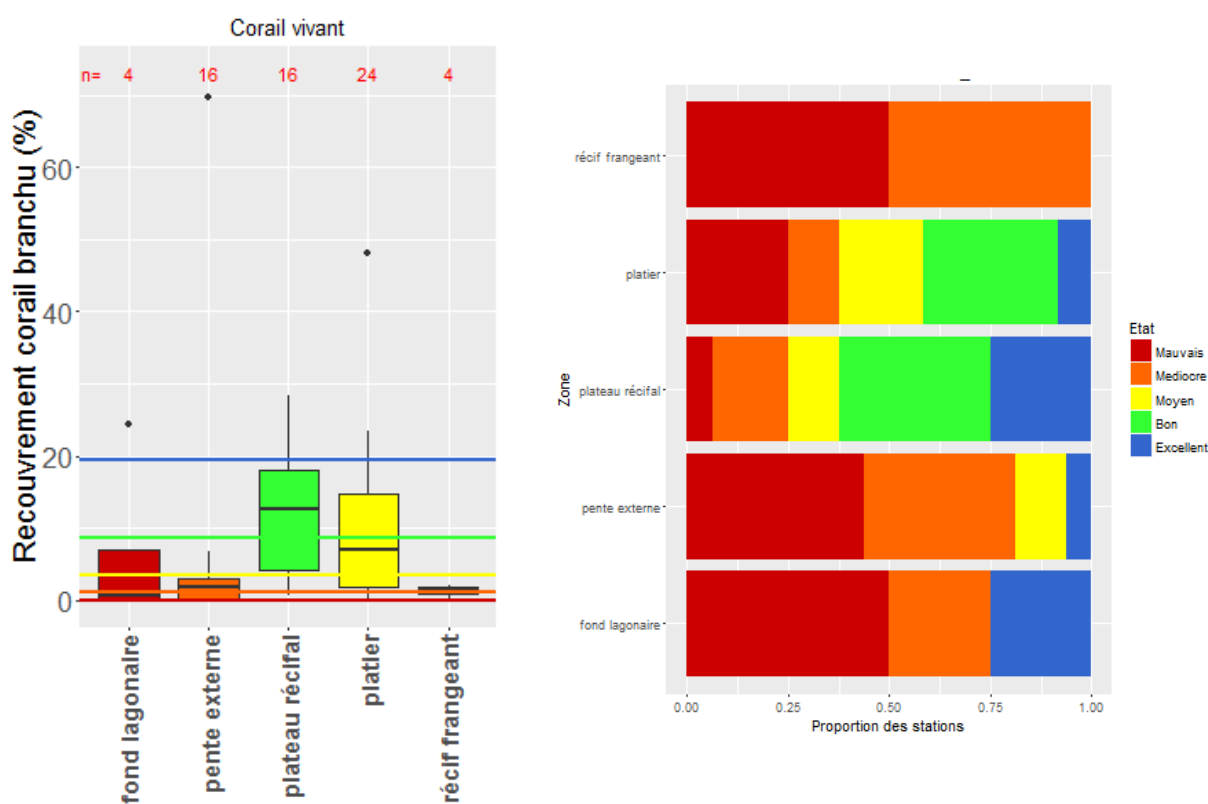 Corail vivant
n= 4 16 16 24 4
Recouvrement corail branchu (%)
60
40
20
0
fond lagonaire
pente externe
plateau récifal
platier
récif frangeant
_
Zone
récif frangeant
platier
plateau récifal
pente externe
fond lagonaire
0.00 0.25 0.50 0.75 1.00
Proportion des stations
Etat
Mauvais
Mediocre
Moyen
Bon
Excellent